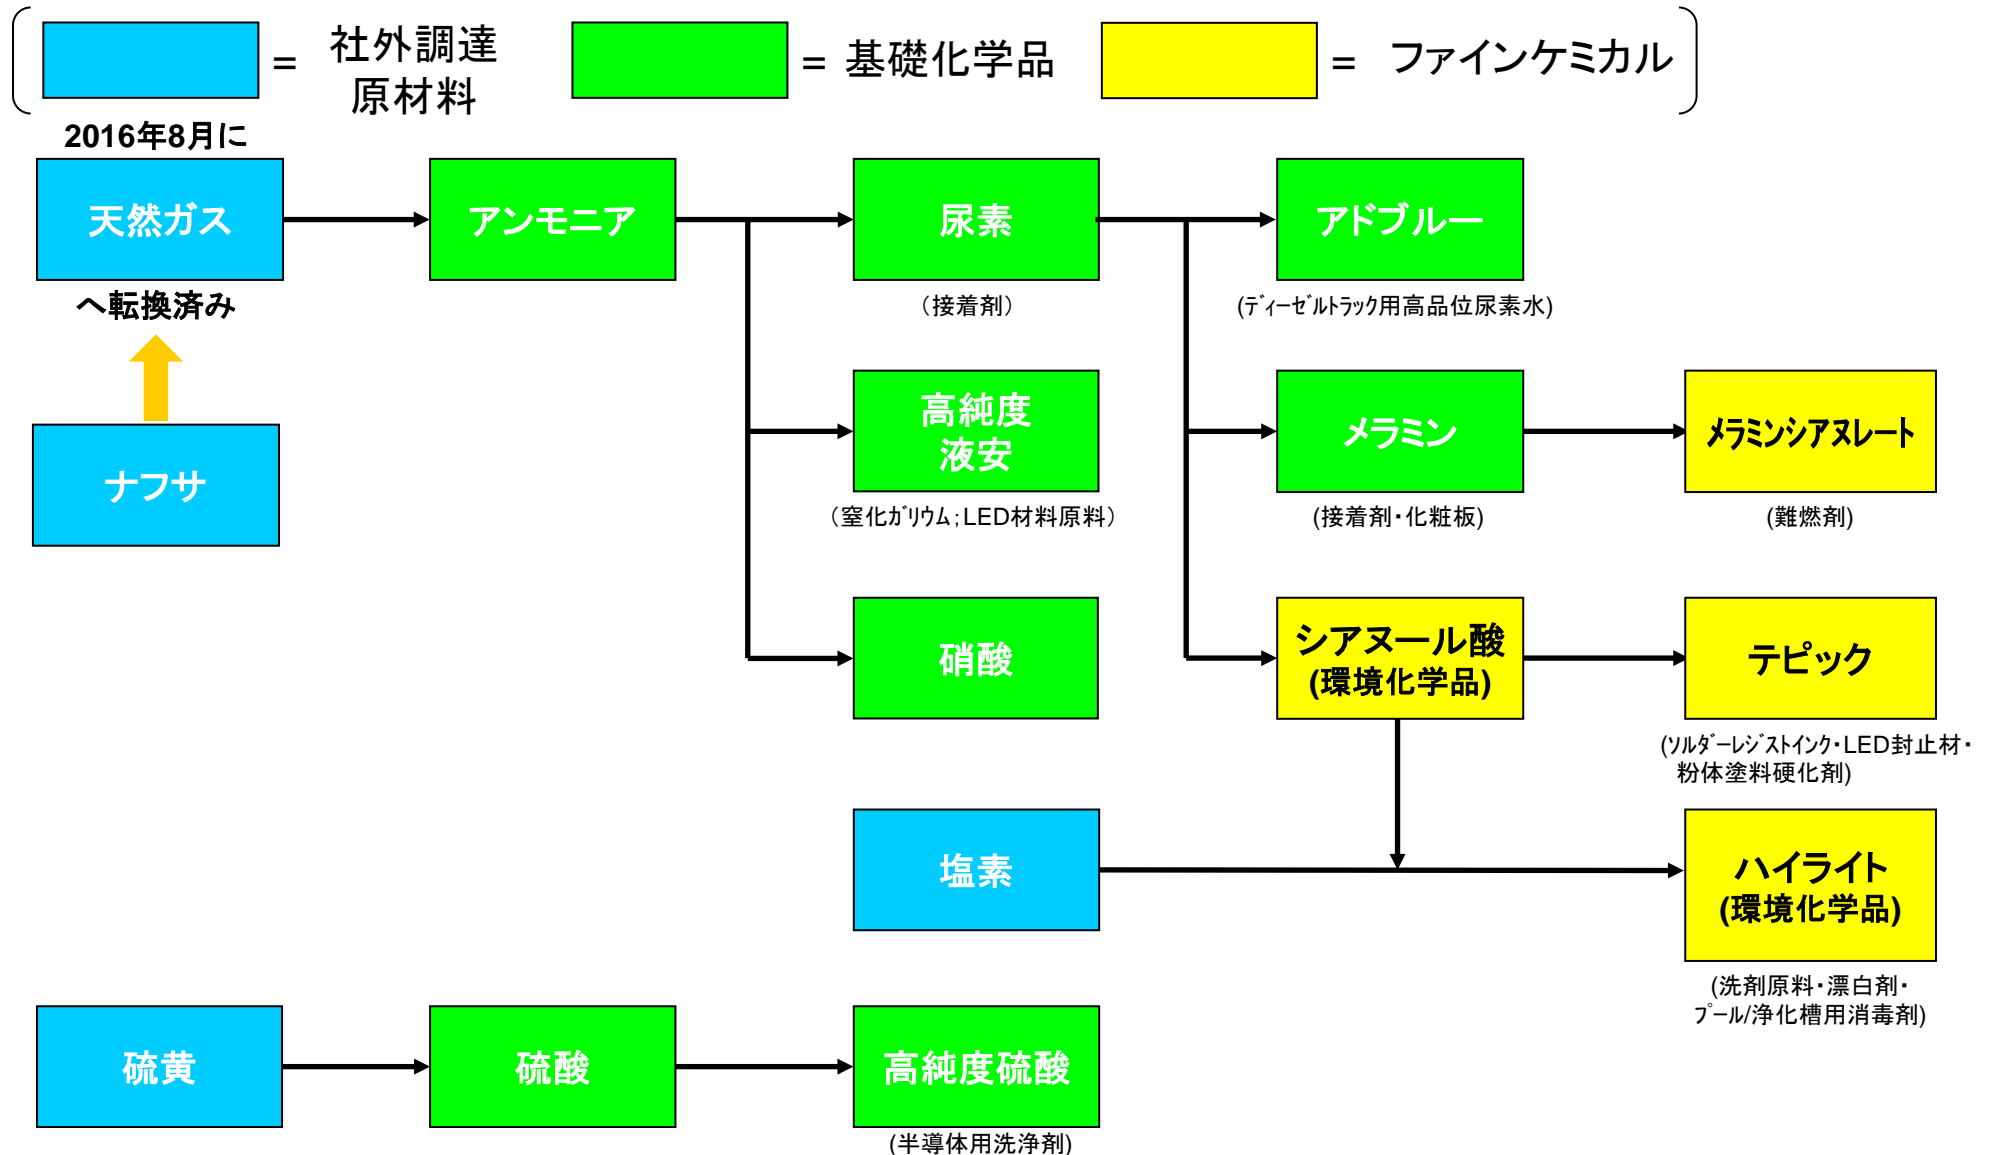 = 社外調達
原材料
= 基礎化学品
= ファインケミカル
2016年8月に
天然ガス
へ転換済み
ナフサ
アンモニア
尿素
（接着剤）
アドブルー
(ﾃﾞｨｰｾﾞﾙﾄﾗｯｸ用高品位尿素水)
高純度
液安
（窒化ｶﾞﾘｳﾑ；LED材料原料）
メラミン
(接着剤・化粧板)
メラミンシアヌレート
(難燃剤)
硝酸
シアヌール酸
(環境化学品)
テピック
(ｿﾙﾀﾞｰﾚｼﾞｽﾄｲﾝｸ・LED封止材・
粉体塗料硬化剤)
塩素
ハイライト
(環境化学品)
(洗剤原料・漂白剤・
ﾌﾟｰﾙ/浄化槽用消毒剤)
硫黄
硫酸
高純度硫酸
(半導体用洗浄剤)